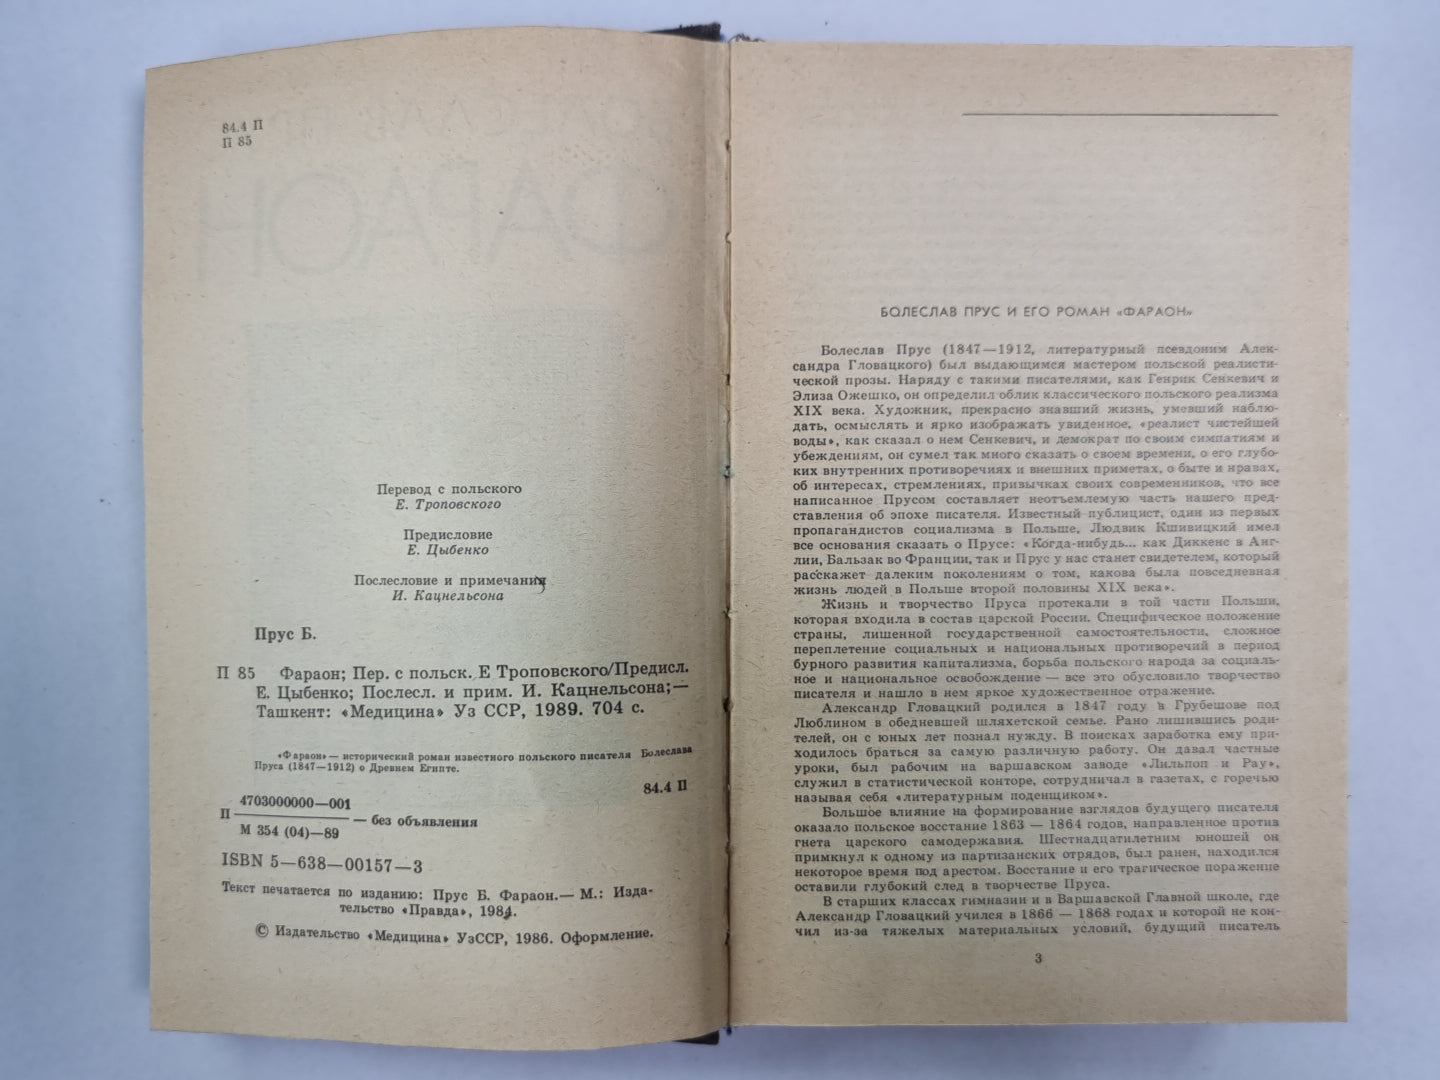 84.4 П
П 85
Перевод с польского
Е. Троповского
Предисловие
Е. Цыбенко
Послесловие и примечания
И. Кацнельсона
Прус Б.
П 85 Фараон; Пер. с польск. Е Троповского/Предисл.
Е. Цыбенко; Послесл. и прим. И. Кацнельсона;—
Ташкент: «Медицина» Уз ССР, 1989. 704 с.
«Фараон» — исторический роман известного польского писателя Болеслава
Пруса (1847—1912) о Древнем Египте.
84.4 П
П 4703000000—001
М 354 (04)—89 — без объявления
ISBN 5—638—00157—3
Текст печатается по изданию: Прус Б. Фараон.— М.: Изда-
тельство «Правда», 1984.
© Издательство «Медицина» УзССР, 1986. Оформление.
БОЛЕСЛАВ ПРУС И ЕГО РОМАН «ФАРАОН»
Болеслав Прус (1847—1912, литературный псевдоним Алек-
сандра Гловацкого) был выдающимся мастером польской реалисти-
ческой прозы. Наряду с такими писателями, как Генрик Сенкевич и
Элиза Ожешко, он определил облик классического польского реализма
XIX века. Художник, прекрасно знавший жизнь, умевший наблю-
дать, осмыслять и ярко изображать увиденное, «реалист чистейшей
воды», как сказал о нем Сенкевич, и демократ по своим симпатиям и
убеждениям, он сумел так много сказать о своем времени, о его глубо-
ких внутренних противоречиях и внешних приметах, о быте и нравах,
об интересах, стремлениях, привычках своих современников, что все
написанное Прусом составляет неотъемлемую часть нашего пред-
ставления об эпохе писателя. Известный публицист, один из первых
пропагандистов социализма в Польше, Людвик Кшивицкий имел
все основания сказать о Прусе: «Когда-нибудь... как Диккенс в Анг-
лии, Бальзак во Франции, так и Прус у нас станет свидетелем, который
расскажет далеким поколениям о том, какова была повседневная
жизнь людей в Польше второй половины XIX века».
Жизнь и творчество Пруса протекали в той части Польши,
которая входила в состав царской России. Специфическое положение
страны, лишенной государственной самостоятельности, сложное
переплетение социальных и национальных противоречий в период
бурного развития капитализма, борьба польского народа за социаль-
ное и национальное освобождение — все это обусловило творчество
писателя и нашло в нем яркое художественное отражение.
Александр Гловацкий родился в 1847 году в Грубешове под
Люблином в обедневшей шляхетской семье. Рано лишившись роди-
телей, он с юных лет познал нужду. В поисках заработка ему при-
ходилось браться за самую различную работу. Он давал частные
уроки, был рабочим на варшавском заводе «Лильпоп и Рау»,
служил в статистической конторе, сотрудничал в газетах, с горечью
называя себя «литературным поденщиком».
Большое влияние на формирование взглядов будущего писателя
оказало польское восстание 1863 — 1864 годов, направленное против
гнета царского самодержавия. Шестнадцатилетним юношей он
примкнул к одному из партизанских отрядов, был ранен, находился
некоторое время под арестом. Восстание и его трагическое поражение
оставили глубокий след в творчестве Пруса.
В старших классах гимназии и в Варшавской Главной школе, где
Александр Гловацкий учился в 1866 — 1868 годах и которой не кон-
чил из-за тяжелых материальных условий, будущий писатель
3